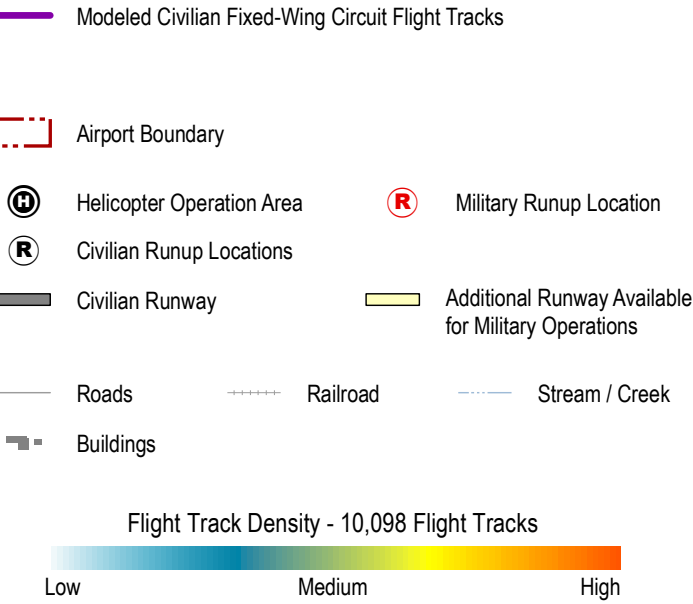 Modeled Civilian Fixed-Wing Circuit Flight Tracks
Airport Boundary
H Helicopter Operation Area
R Military Runup Location
R Civilian Runup Locations
Civilian Runway
Additional Runway Available
for Military Operations
Roads
Railroad
Stream / Creek
Buildings
Flight Track Density - 10,098 Flight Tracks
Low Medium High